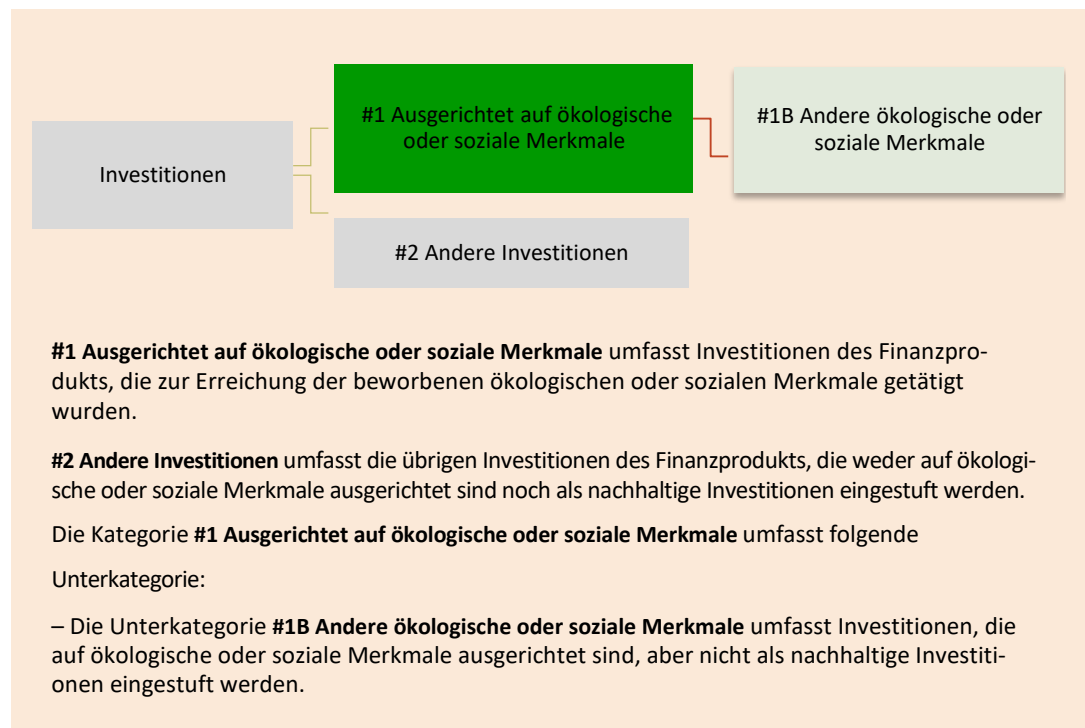 #1 Ausgerichtet auf ökologische
oder soziale Merkmale
#1B Andere ökologische oder
soziale Merkmale
Investitionen
#2 Andere Investitionen
#1 Ausgerichtet auf ökologische oder soziale Merkmale umfasst Investitionen des Finanzpro-
dukts, die zur Erreichung der beworbenen ökologischen oder sozialen Merkmale getätigt
wurden.
#2 Andere Investitionen umfasst die übrigen Investitionen des Finanzprodukts, die weder auf ökologi-
sche oder soziale Merkmale ausgerichtet sind noch als nachhaltige Investitionen eingestuft werden.
Die Kategorie #1 Ausgerichtet auf ökologische oder soziale Merkmale umfasst folgende
Unterkategorie:
– Die Unterkategorie #1B Andere ökologische oder soziale Merkmale umfasst Investitionen, die
auf ökologische oder soziale Merkmale ausgerichtet sind, aber nicht als nachhaltige Investiti-
onen eingestuft werden.